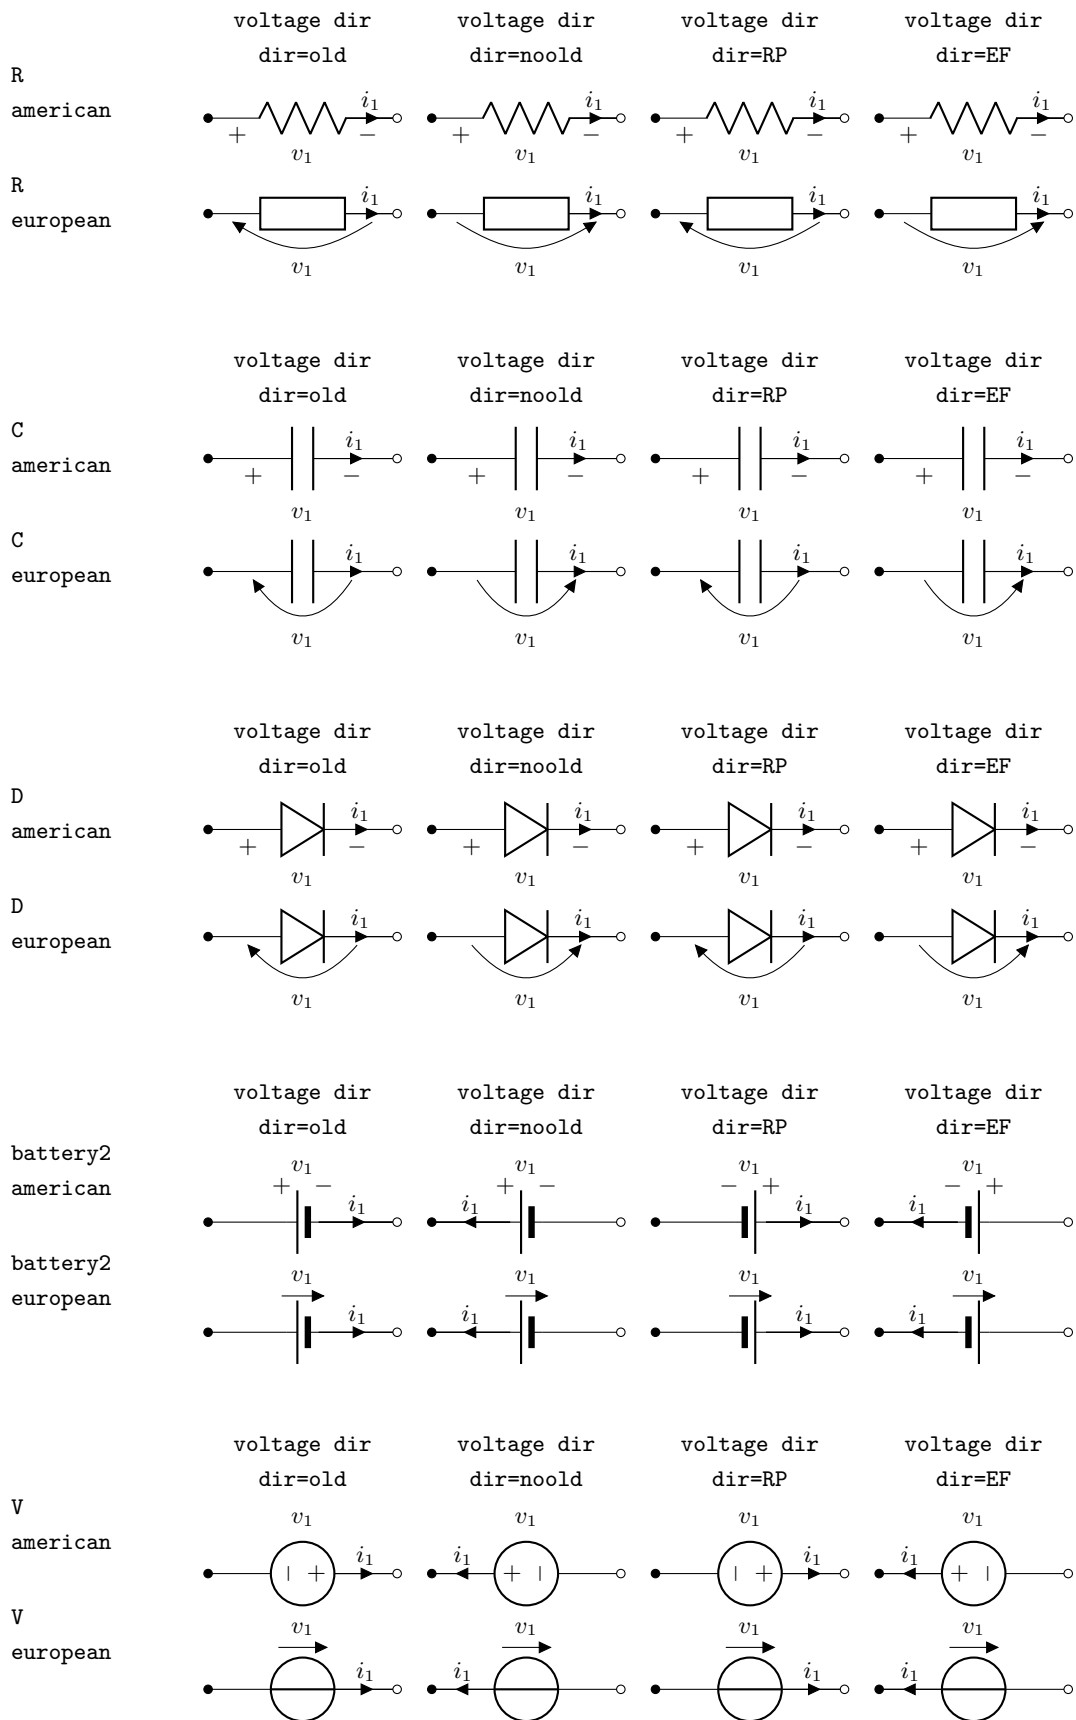 voltage dir voltage dir voltage dir voltage dir
dir=old dir=noold dir=RP dir=EF
R
american
i₁ i₁ i₁ i₁
+ − + − + − + −
v₁ v₁ v₁ v₁
R
european
i₁ i₁ i₁ i₁
v₁ v₁ v₁ v₁
voltage dir voltage dir voltage dir voltage dir
dir=old dir=noold dir=RP dir=EF
C
american
i₁ i₁ i₁ i₁
+ − + − + − + −
v₁ v₁ v₁ v₁
C
european
i₁ i₁ i₁ i₁
v₁ v₁ v₁ v₁
voltage dir voltage dir voltage dir voltage dir
dir=old dir=noold dir=RP dir=EF
D
american
i₁ i₁ i₁ i₁
+ − + − + − + −
v₁ v₁ v₁ v₁
D
european
i₁ i₁ i₁ i₁
v₁ v₁ v₁ v₁
voltage dir voltage dir voltage dir voltage dir
dir=old dir=noold dir=RP dir=EF
battery2
american
v₁ v₁ v₁ v₁
+ − + − − + − +
i₁ i₁ i₁ i₁
battery2
european
v₁ v₁ v₁ v₁
i₁ i₁ i₁ i₁
voltage dir voltage dir voltage dir voltage dir
dir=old dir=noold dir=RP dir=EF
V
american
v₁ v₁ v₁ v₁
i₁ i₁ i₁ i₁
− + + − − + + −
V
european
v₁ v₁ v₁ v₁
i₁ i₁ i₁ i₁